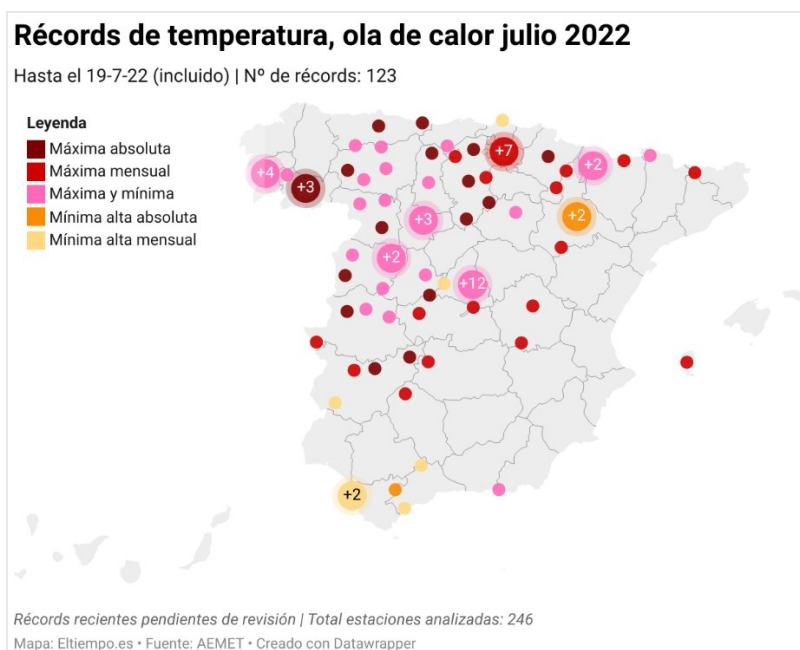 Récords de temperatura, ola de calor julio 2022
Hasta el 19-7-22 (incluido) | Nº de récords: 123
Leyenda
Máxima absoluta
Máxima mensual
Máxima y mínima
Mínima alta absoluta
Mínima alta mensual
+7
+2
+4
+3
+3
+2
+2
+12
+2
Récords recientes pendientes de revisión | Total estaciones analizadas: 246
Mapa: Eltiempo.es • Fuente: AEMET • Creado con Datawrapper